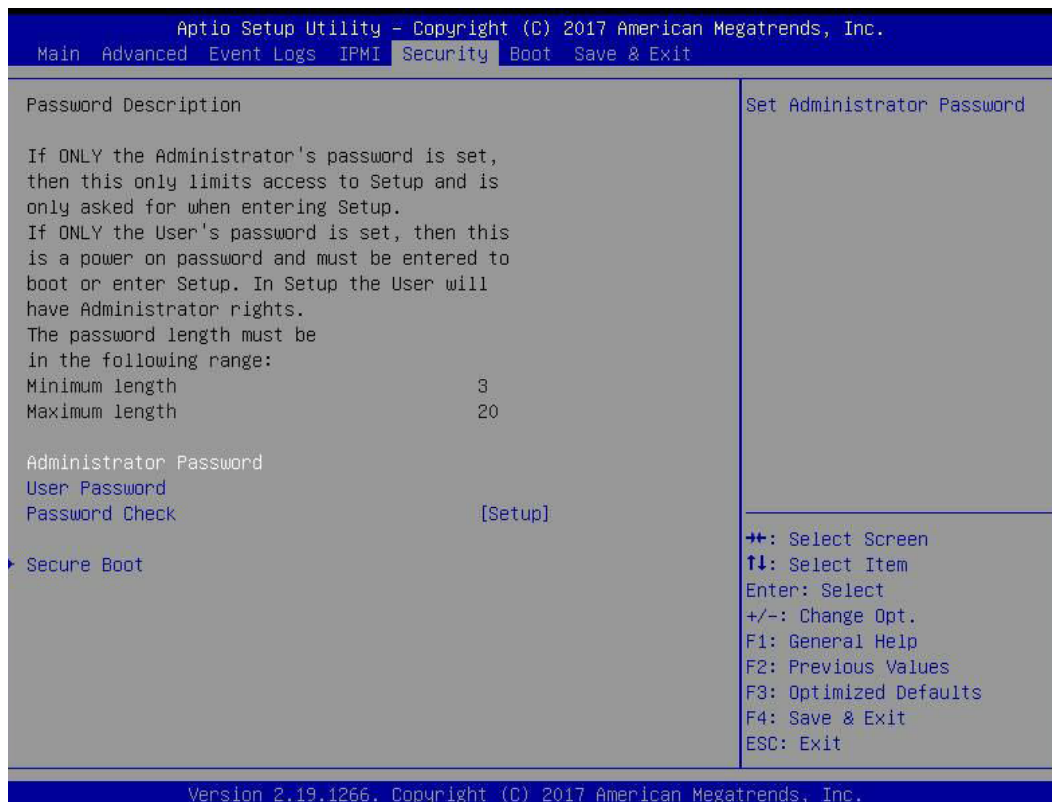 Aptio Setup Utility – Copyright (C) 2017 American Megatrends, Inc.
Main Advanced Event Logs IPMI Security Boot Save & Exit
Password Description
If ONLY the Administrator's password is set,
then this only limits access to Setup and is
only asked for when entering Setup.
If ONLY the User's password is set, then this
is a power on password and must be entered to
boot or enter Setup. In Setup the User will
have Administrator rights.
The password length must be
in the following range:
Minimum length 3
Maximum length 20
Administrator Password
User Password
Password Check [Setup]
Secure Boot
Set Administrator Password
→←: Select Screen
↑↓: Select Item
Enter: Select
+/-: Change Opt.
F1: General Help
F2: Previous Values
F3: Optimized Defaults
F4: Save & Exit
ESC: Exit
Version 2.19.1266. Copyright (C) 2017 American Megatrends, Inc.